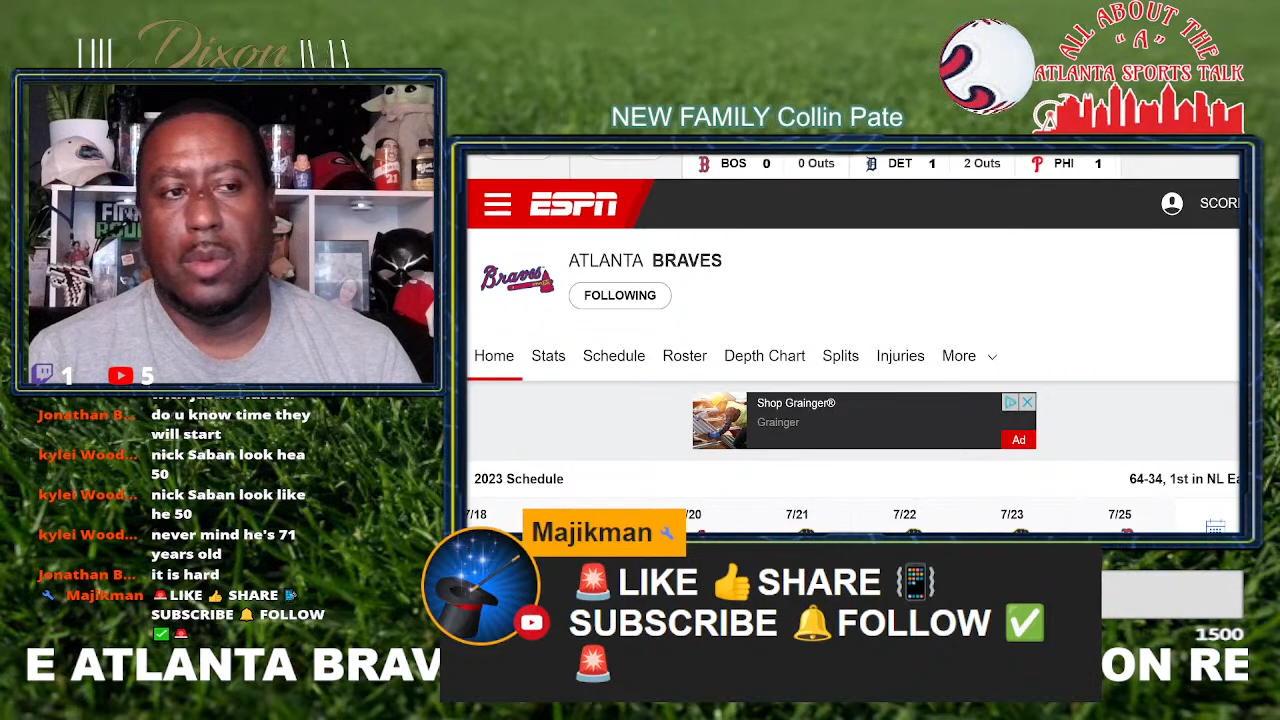 Dixon
ALL ABOUT THE
"A"
ATLANTA SPORTS TALK
NEW FAMILY Collin Pate
BOS 0 0 Outs DET 1 2 Outs PHI 1
ESPN
SCORE
ATLANTA BRAVES
Braves
FOLLOWING
Home Stats Schedule Roster Depth Chart Splits Injuries More
Shop Grainger®
Grainger
Ad
2023 Schedule 64-34, 1st in NL Ea
7/18 7/20 7/21 7/22 7/23 7/25
21
1 5
Jonathan B... do u know time they
will start
kylei Wood... nick Saban look hea
50
kylei Wood... nick Saban look like
he 50
kylei Wood... never mind he's 71
years old
Jonathan B... it is hard
Majikman 🚨LIKE 👍 SHARE 📳
SUBSCRIBE 🔔 FOLLOW
✅ 🚨
Majikman
🚨LIKE 👍SHARE 📳
SUBSCRIBE 🔔FOLLOW ✅
🚨
1500
E ATLANTA BRAV
ON RE